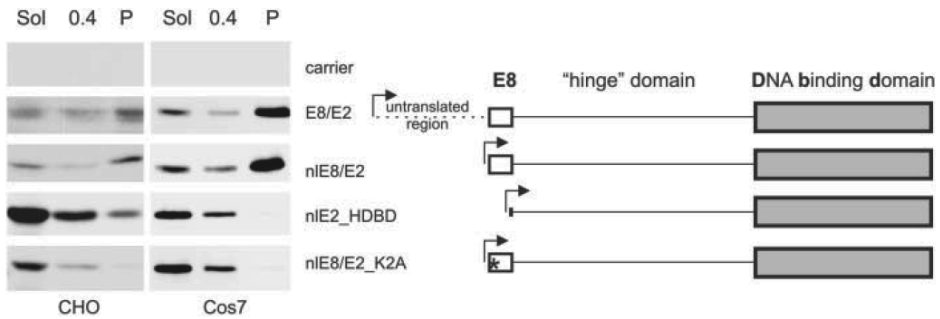 Sol 0.4 P Sol 0.4 P
carrier
E8 "hinge" domain DNA binding domain
E8/E2 untranslated
region
nlE8/E2
nlE2_HDBD
nlE8/E2_K2A
*
CHO Cos7